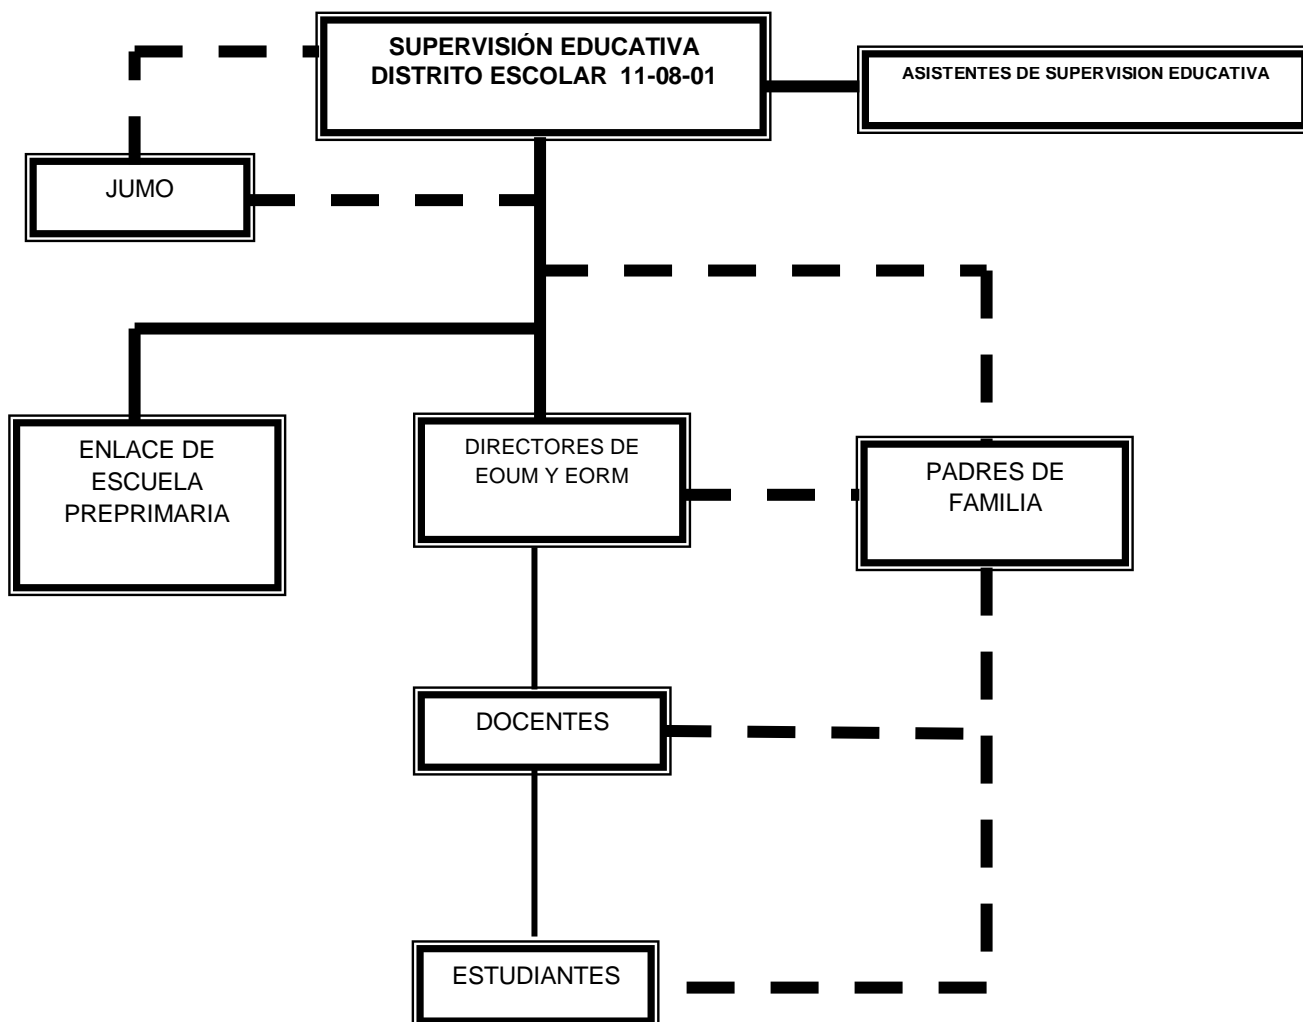 SUPERVISIÓN EDUCATIVA
DISTRITO ESCOLAR 11-08-01
ASISTENTES DE SUPERVISION EDUCATIVA
JUMO
ENLACE DE
ESCUELA
PREPRIMARIA
DIRECTORES DE
EOUM Y EORM
PADRES DE
FAMILIA
DOCENTES
ESTUDIANTES